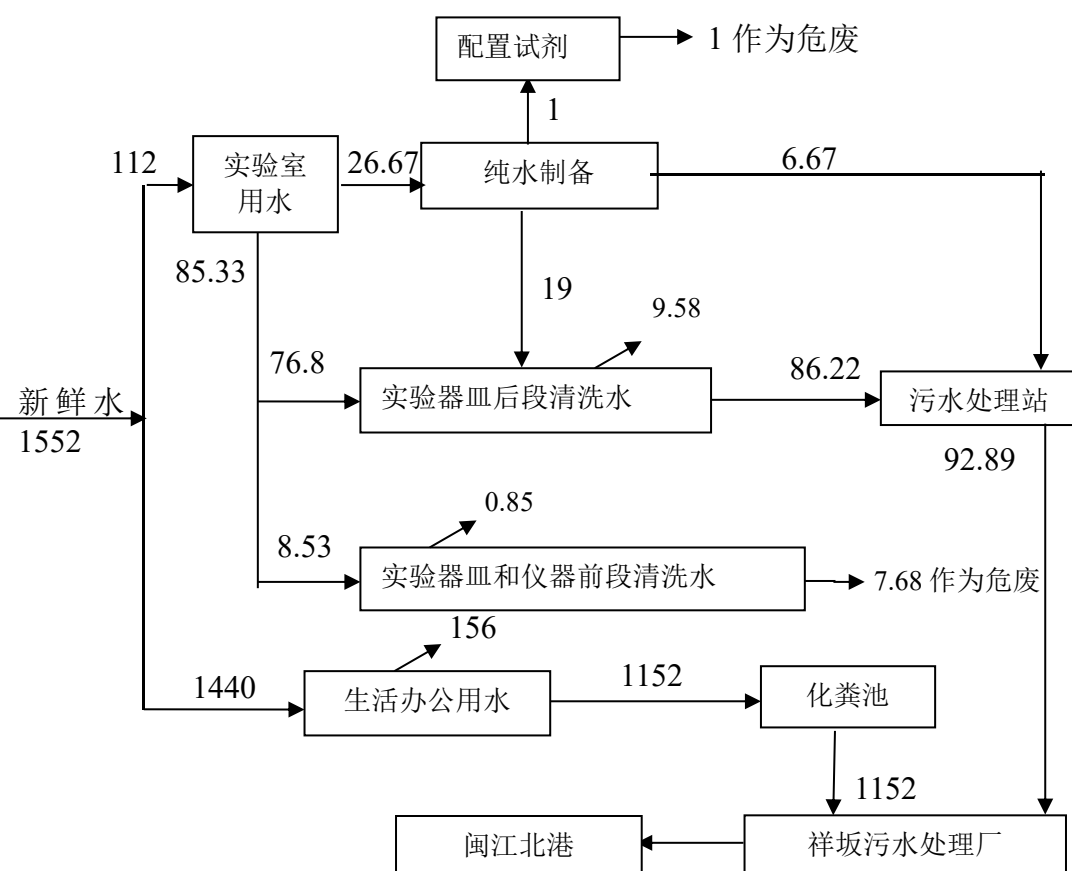 配置试剂
1 作为危废
1
112
实验室
用水
26.67
纯水制备
6.67
85.33
19
9.58
76.8
实验器皿后段清洗水
86.22
污水处理站
新鲜水
1552
92.89
0.85
8.53
实验器皿和仪器前段清洗水
7.68 作为危废
156
1440
生活办公用水
1152
化粪池
1152
闽江北港
祥坂污水处理厂